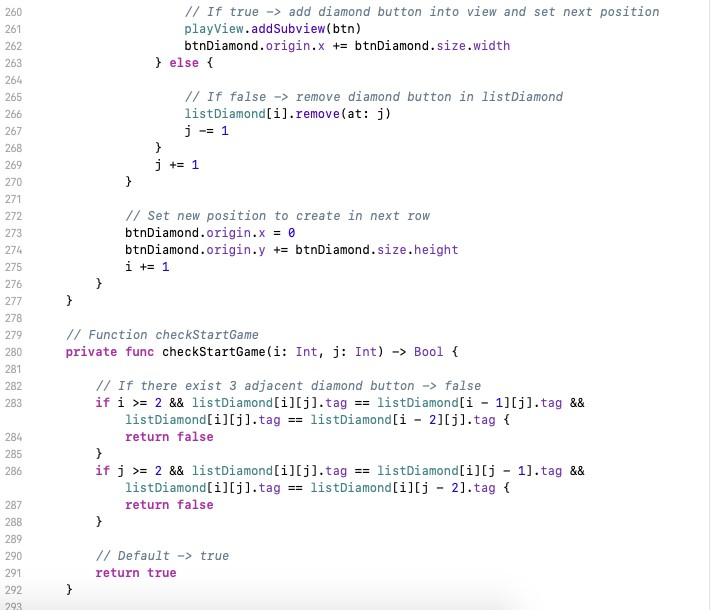 260 // If true -> add diamond button into view and set next position
261 playView.addSubview(btn)
262 btnDiamond.origin.x += btnDiamond.size.width
263 } else {
264
265 // If false -> remove diamond button in listDiamond
266 listDiamond[i].remove(at: j)
267 j -= 1
268 }
269 j += 1
270 }
271
272 // Set new position to create in next row
273 btnDiamond.origin.x = 0
274 btnDiamond.origin.y += btnDiamond.size.height
275 i += 1
276 }
277 }
278
279 // Function checkStartGame
280 private func checkStartGame(i: Int, j: Int) -> Bool {
281
282 // If there exist 3 adjacent diamond button -> false
283 if i >= 2 && listDiamond[i][j].tag == listDiamond[i - 1][j].tag &&
listDiamond[i][j].tag == listDiamond[i - 2][j].tag {
284 return false
285 }
286 if j >= 2 && listDiamond[i][j].tag == listDiamond[i][j - 1].tag &&
listDiamond[i][j].tag == listDiamond[i][j - 2].tag {
287 return false
288 }
289
290 // Default -> true
291 return true
292 }
293